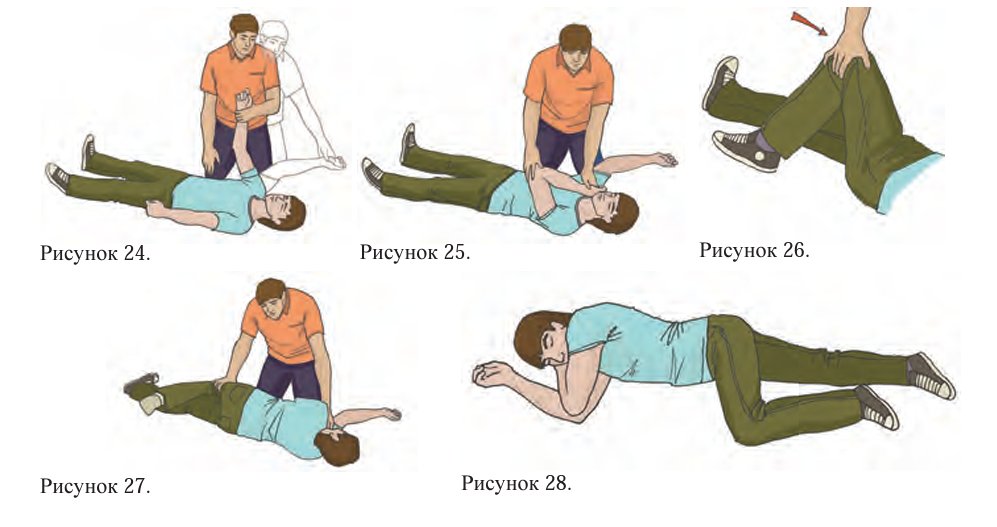 Рисунок 24.
Рисунок 25.
Рисунок 26.
Рисунок 27.
Рисунок 28.